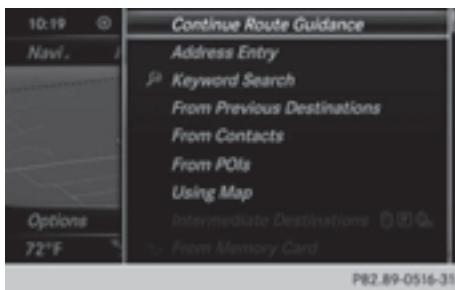 10:19
Continue Route Guidance
Navi.
Address Entry
Keyword Search
From Previous Destinations
From Contacts
From POIs
Using Map
Options
Intermediate Destinations
72°F
From Memory Card
P82.89-0516-31